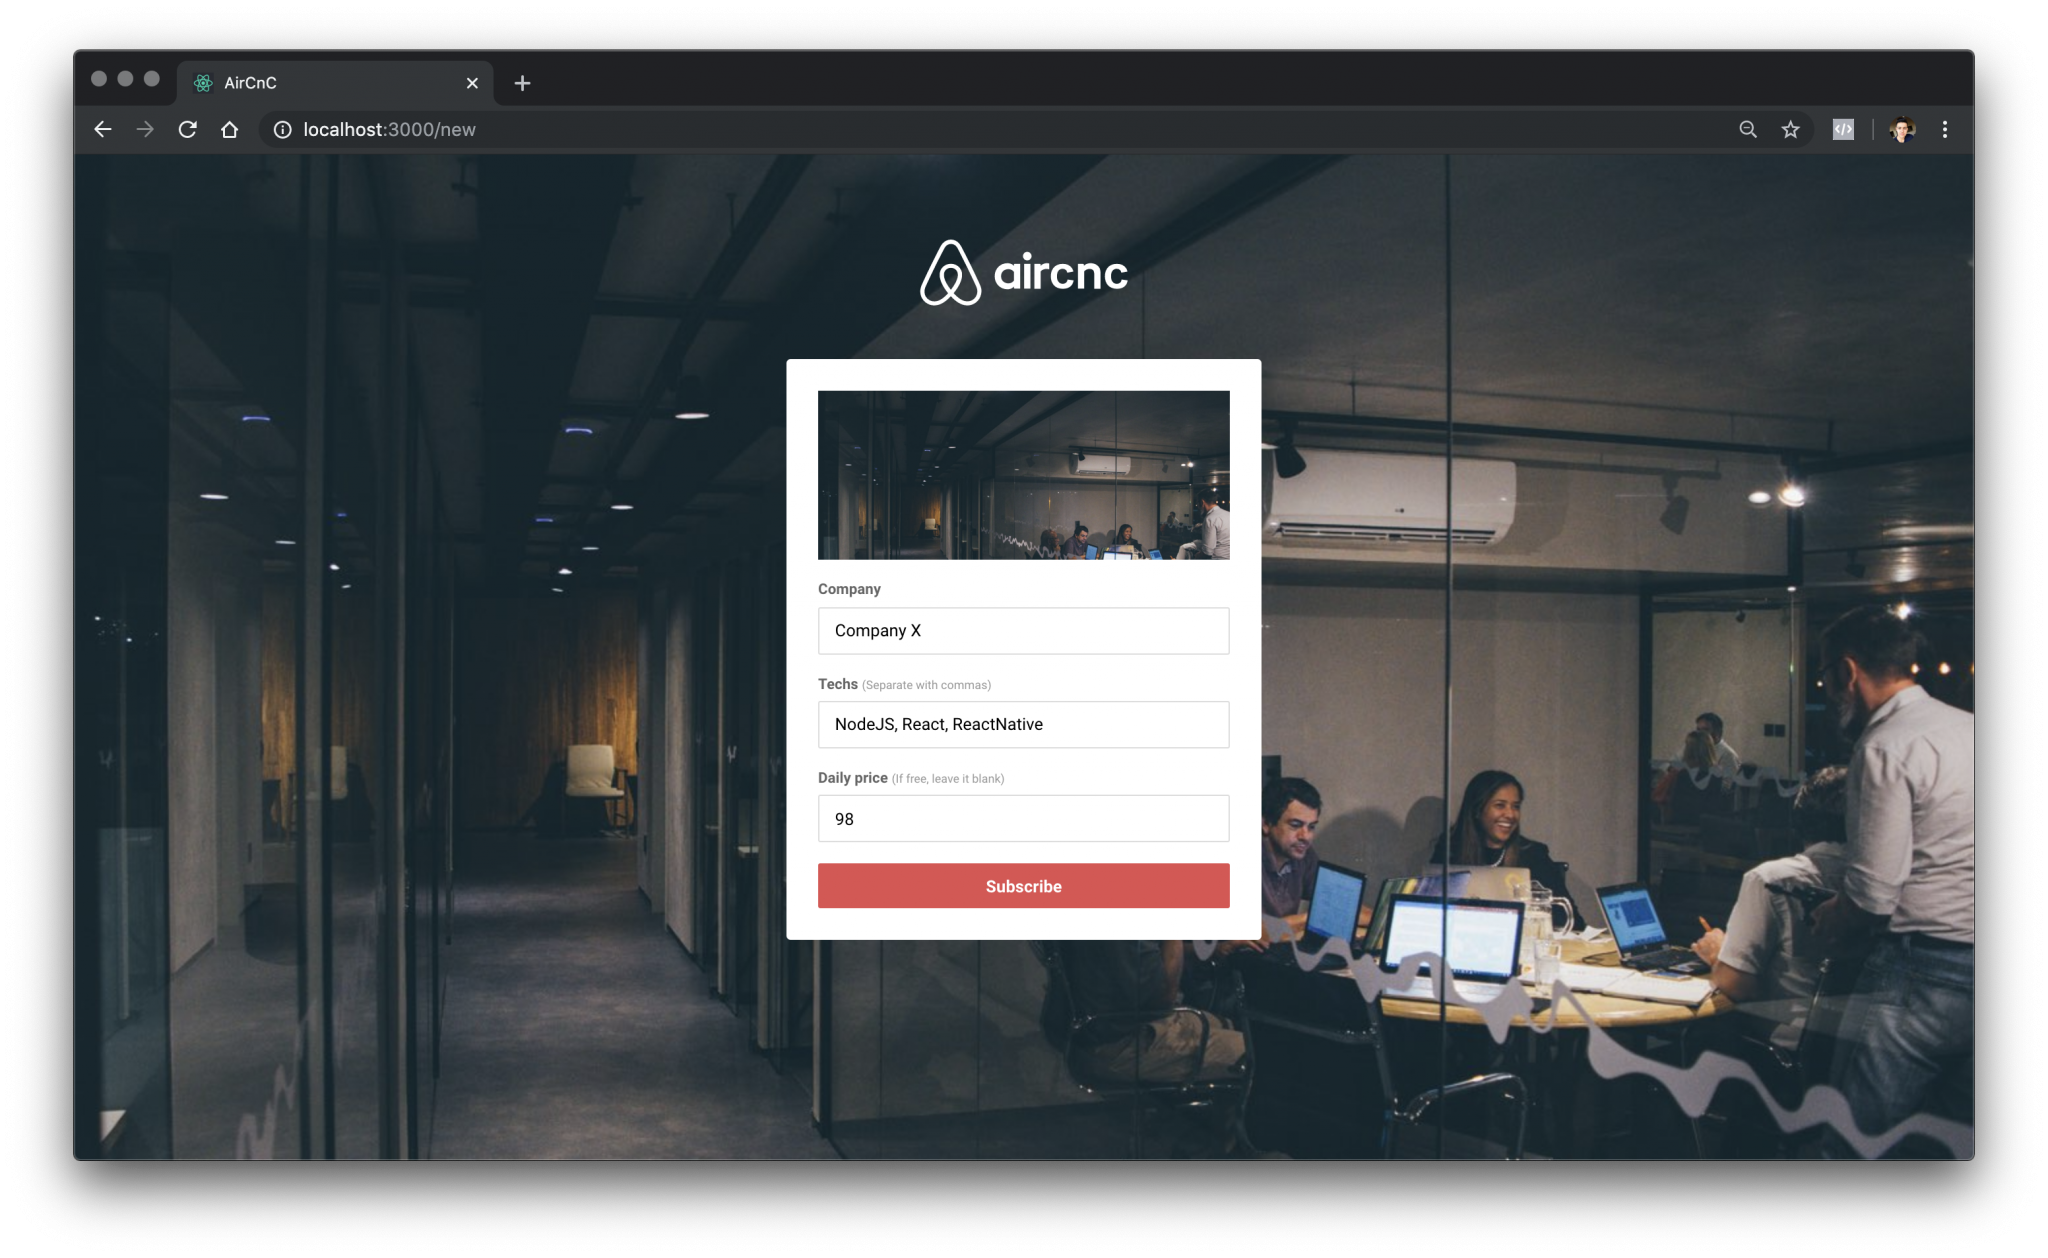 AirCnC
localhost:3000/new
aircnc
Company
Company X
Techs (Separate with commas)
NodeJS, React, ReactNative
Daily price (If free, leave it blank)
98
Subscribe